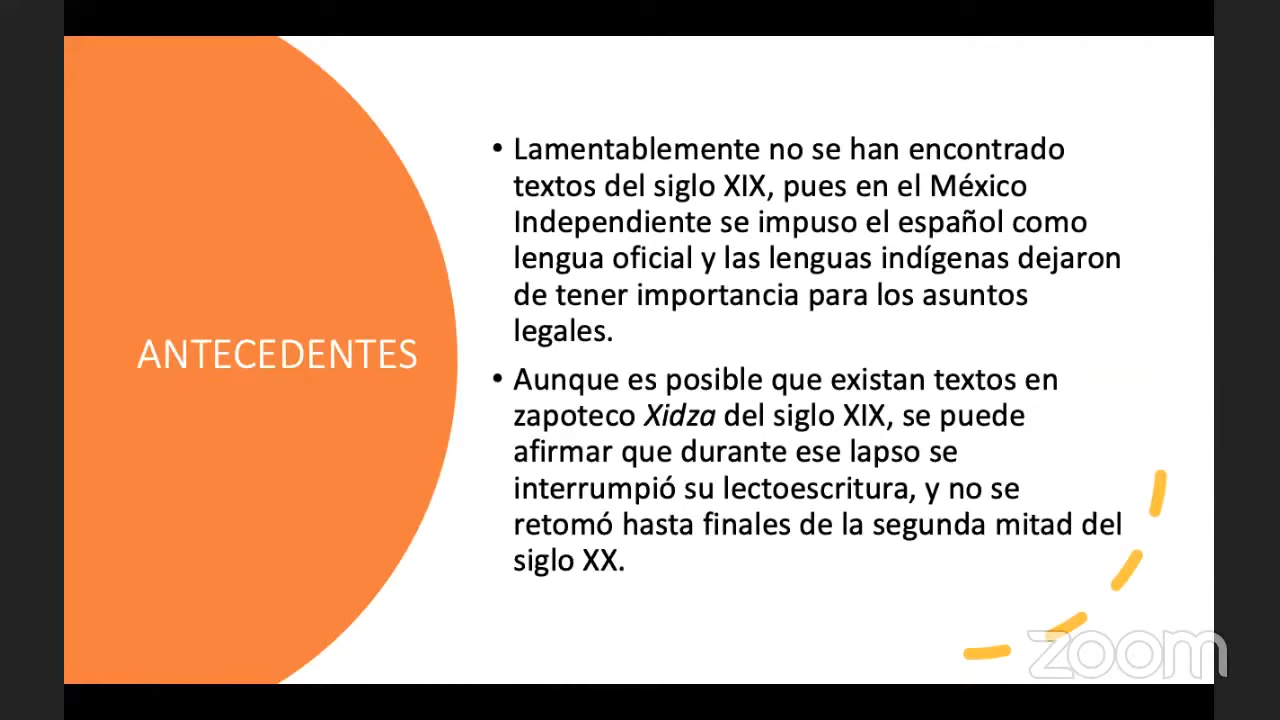 ANTECEDENTES
• Lamentablemente no se han encontrado
textos del siglo XIX, pues en el México
Independiente se impuso el español como
lengua oficial y las lenguas indígenas dejaron
de tener importancia para los asuntos
legales.
• Aunque es posible que existan textos en
zapoteco Xidza del siglo XIX, se puede
afirmar que durante ese lapso se
interrumpió su lectoescritura, y no se
retomó hasta finales de la segunda mitad del
siglo XX.
zoom